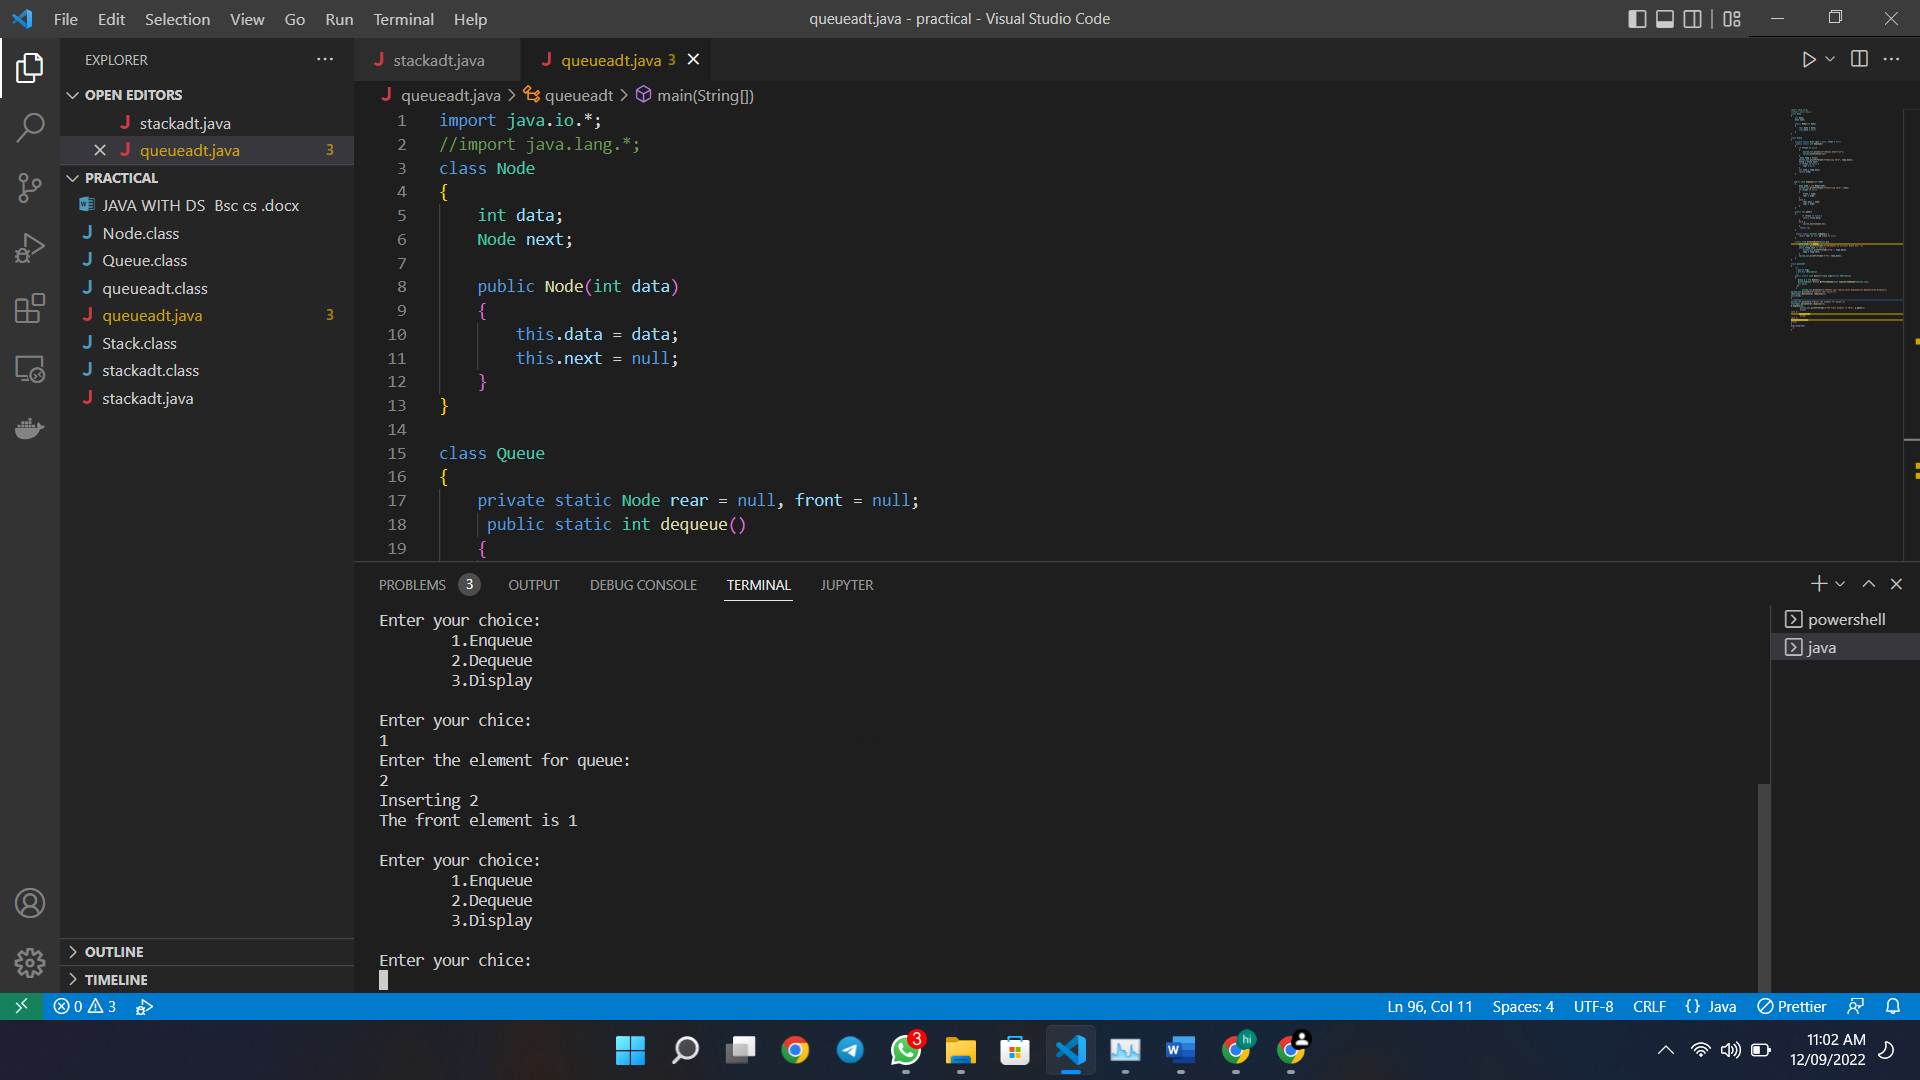 File Edit Selection View Go Run Terminal Help
queueadt.java - practical - Visual Studio Code
EXPLORER
OPEN EDITORS
stackadt.java
queueadt.java 3
PRACTICAL
JAVA WITH DS Bsc cs .docx
Node.class
Queue.class
queueadt.class
queueadt.java 3
Stack.class
stackadt.class
stackadt.java
OUTLINE
TIMELINE
stackadt.java
queueadt.java 3
queueadt.java > queueadt > main(String[])
1 import java.io.*;
2 //import java.lang.*;
3 class Node
4 {
5 int data;
6 Node next;
7
8 public Node(int data)
9 {
10 this.data = data;
11 this.next = null;
12 }
13 }
14
15 class Queue
16 {
17 private static Node rear = null, front = null;
18 public static int dequeue()
19 {
PROBLEMS 3 OUTPUT DEBUG CONSOLE TERMINAL JUPYTER
Enter your choice:
1.Enqueue
2.Dequeue
3.Display
Enter your chice:
1
Enter the element for queue:
2
Inserting 2
The front element is 1
Enter your choice:
1.Enqueue
2.Dequeue
3.Display
Enter your chice:
powershell
java
0 3
Ln 96, Col 11 Spaces: 4 UTF-8 CRLF {} Java Prettier
3
W
hi
11:02 AM
12/09/2022